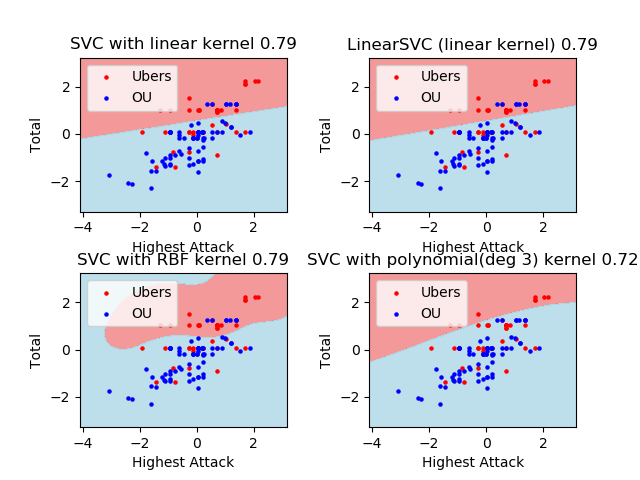 SVC with linear kernel 0.79
Total
2
0
−2
Ubers
OU
−4
−2
0
2
Highest Attack
LinearSVC (linear kernel) 0.79
Total
2
0
−2
Ubers
OU
−4
−2
0
2
Highest Attack
SVC with RBF kernel 0.79
Total
2
0
−2
Ubers
OU
−4
−2
0
2
Highest Attack
SVC with polynomial(deg 3) kernel 0.72
Total
2
0
−2
Ubers
OU
−4
−2
0
2
Highest Attack